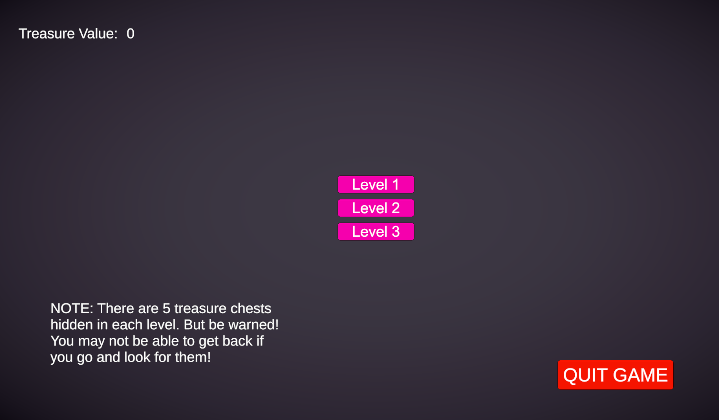 Treasure Value: 0
Level 1
Level 2
Level 3
NOTE: There are 5 treasure chests
hidden in each level. But be warned!
You may not be able to get back if
you go and look for them!
QUIT GAME